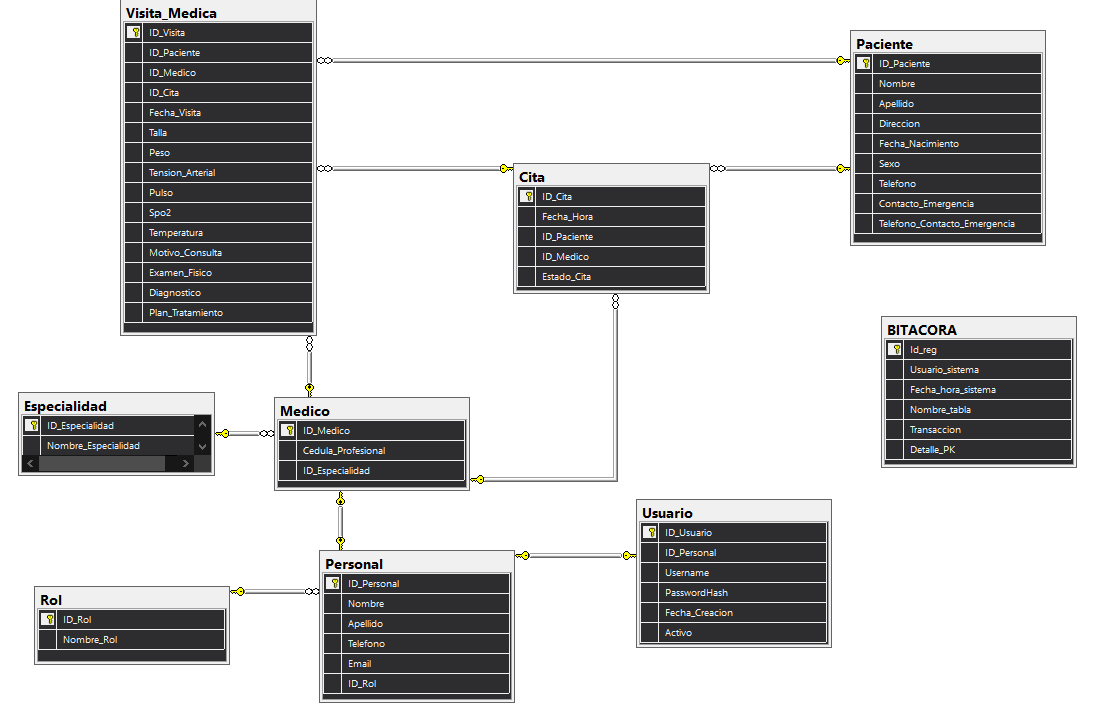 Visita_Medica
ID_Visita
ID_Paciente
ID_Medico
ID_Cita
Fecha_Visita
Talla
Peso
Tension_Arterial
Pulso
Spo2
Temperatura
Motivo_Consulta
Examen_Fisico
Diagnostico
Plan_Tratamiento
Paciente
ID_Paciente
Nombre
Apellido
Direccion
Fecha_Nacimiento
Sexo
Telefono
Contacto_Emergencia
Telefono_Contacto_Emergencia
Cita
ID_Cita
Fecha_Hora
ID_Paciente
ID_Medico
Estado_Cita
BITACORA
Id_reg
Usuario_sistema
Fecha_hora_sistema
Nombre_tabla
Transaccion
Detalle_PK
Especialidad
ID_Especialidad
Nombre_Especialidad
Medico
ID_Medico
Cedula_Profesional
ID_Especialidad
Usuario
ID_Usuario
ID_Personal
Username
PasswordHash
Fecha_Creacion
Activo
Personal
ID_Personal
Nombre
Apellido
Telefono
Email
ID_Rol
Rol
ID_Rol
Nombre_Rol